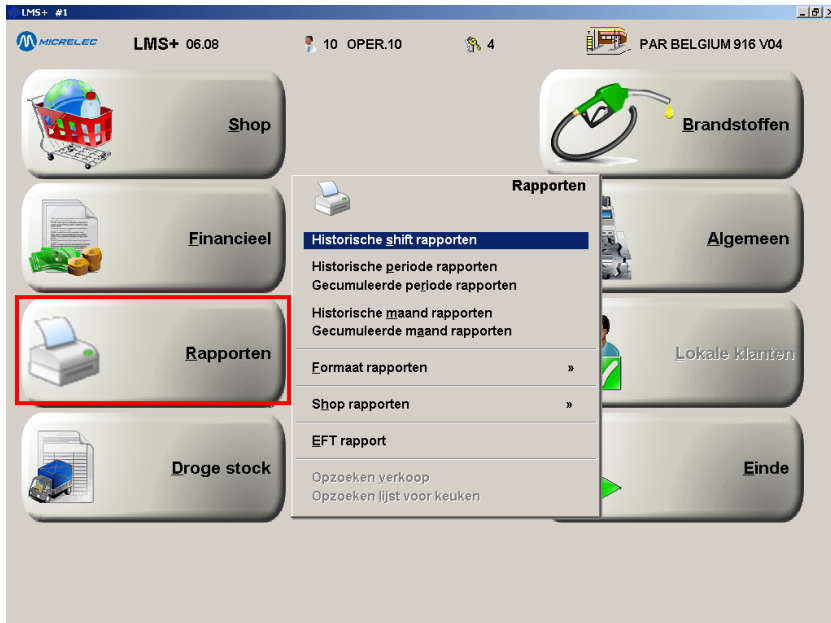 LMS+ #1
MICRELEC
LMS+ 06.08
10 OPER.10
4
PAR BELGIUM 916 V04
Shop
Brandstoffen
Rapporten
Financieel
Historische shift rapporten
Algemeen
Historische periode rapporten
Gecumuleerde periode rapporten
Historische maand rapporten
Gecumuleerde maand rapporten
Rapporten
Lokale klanten
Formaat rapporten »
Shop rapporten »
EFT rapport
Droge stock
Einde
Opzoeken verkoop
Opzoeken lijst voor keuken